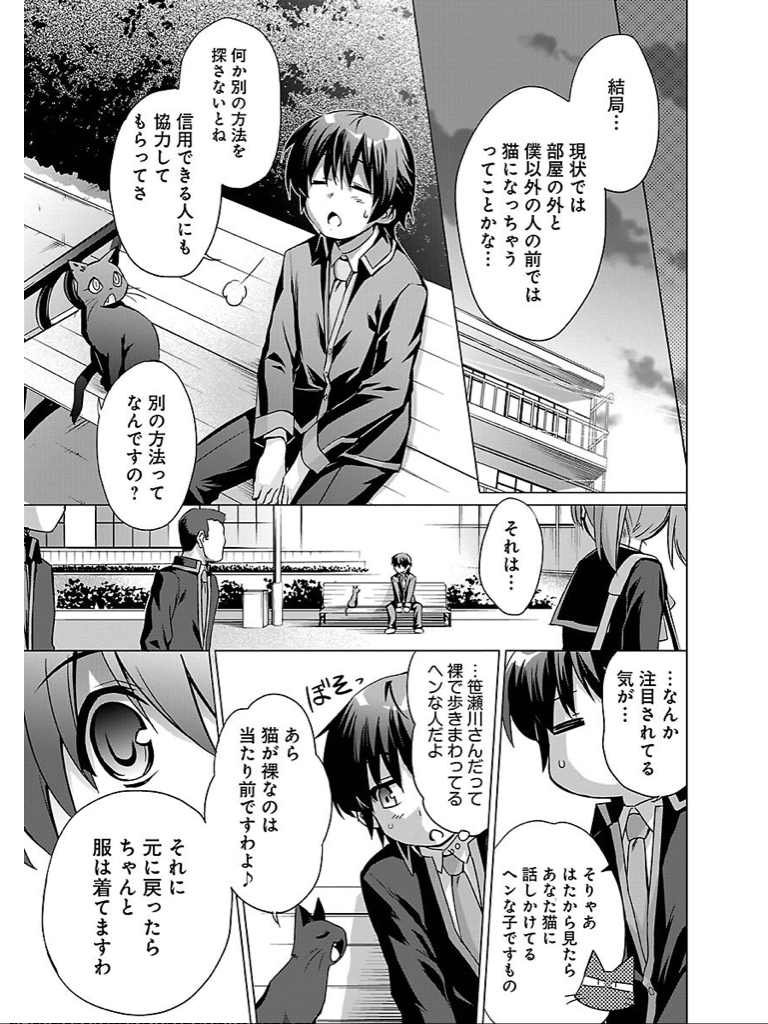 結局…
現状では
部屋の外と
僕以外の人の前では
猫になっちゃう
ってことかな…
何か別の方法を
探さないとね
信用できる人にも
協力して
もらってさ
別の方法って
なんですの？
それは…
…なんか
注目されてる
気が…
そりゃあ
はたから見たら
あなた猫に
話しかけてる
ヘンな子ですもの
…笹瀬川さんだって
裸で歩きまわってる
ヘンな人だよ
ぼそっ
あら
猫が裸なのは
当たり前ですわよ♪
それに
元に戻ったら
ちゃんと
服は着てますわ